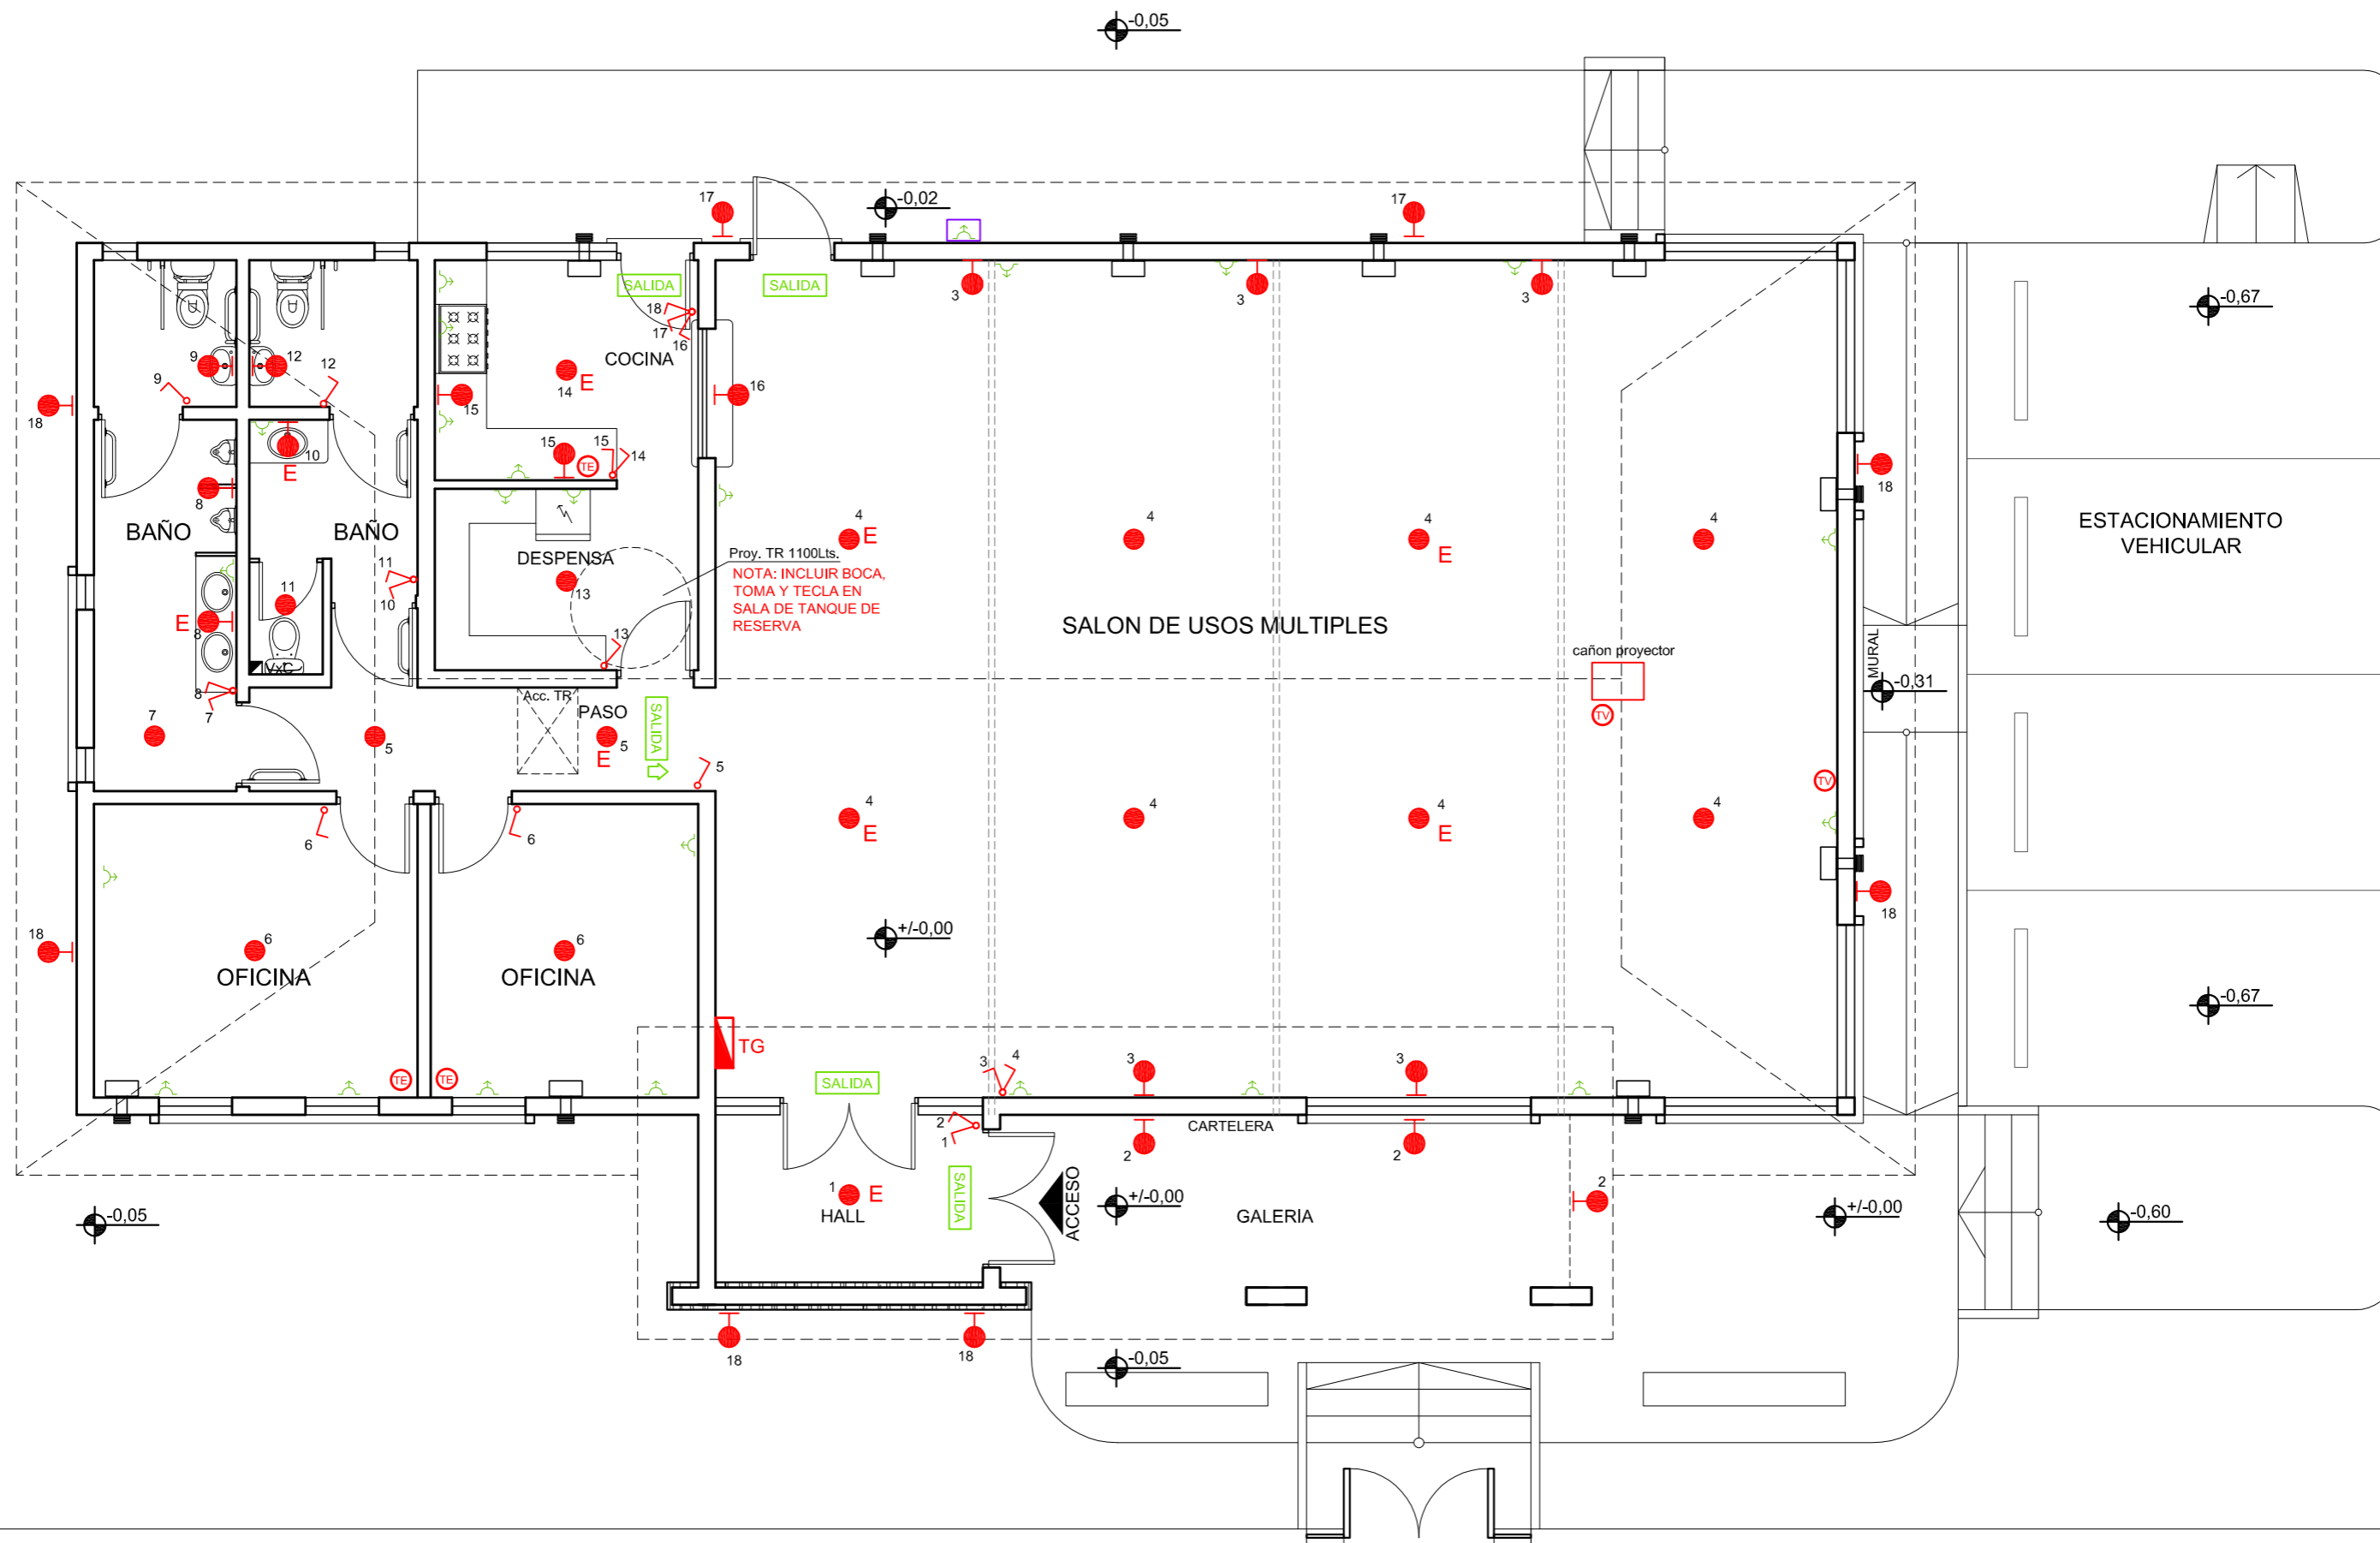 -0,05
17
-0,02
17
SALIDA
SALIDA
3
3
3
-0,67
18
17
16
COCINA
9
12
9
12
14
E
15
16
18
10
E
15
15
14
TE
18
8
BAÑO
BAÑO
4
E
4
4
E
4
ESTACIONAMIENTO
VEHICULAR
DESPENSA
13
Proy. TR 1100Lts.
NOTA: INCLUIR BOCA,
TOMA Y TECLA EN
SALA DE TANQUE DE
RESERVA
11
10
11
E
8
SALON DE USOS MULTIPLES
13
cañon proyector
MURAL
-0,31
VxC
8
7
Acc. TR
PASO
SALIDA
TV
7
5
5
E
5
TV
4
E
4
4
E
4
6
6
18
6
OFICINA
6
OFICINA
+/-0,00
18
-0,67
TG
TE
TE
SALIDA
3
4
3
3
2
1
2
CARTELERA
2
SALIDA
ACCESO
1
E
HALL
+/-0,00
GALERIA
2
+/-0,00
-0,60
-0,05
18
18
-0,05